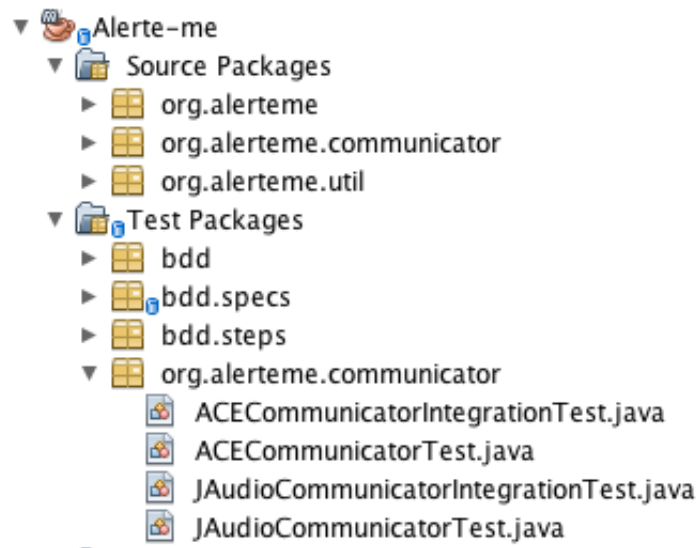 Alerte-me
Source Packages
org.alerteme
org.alerteme.communicator
org.alerteme.util
Test Packages
bdd
bdd.specs
bdd.steps
org.alerteme.communicator
ACECommunicatorIntegrationTest.java
ACECommunicatorTest.java
JAudioCommunicatorIntegrationTest.java
JAudioCommunicatorTest.java